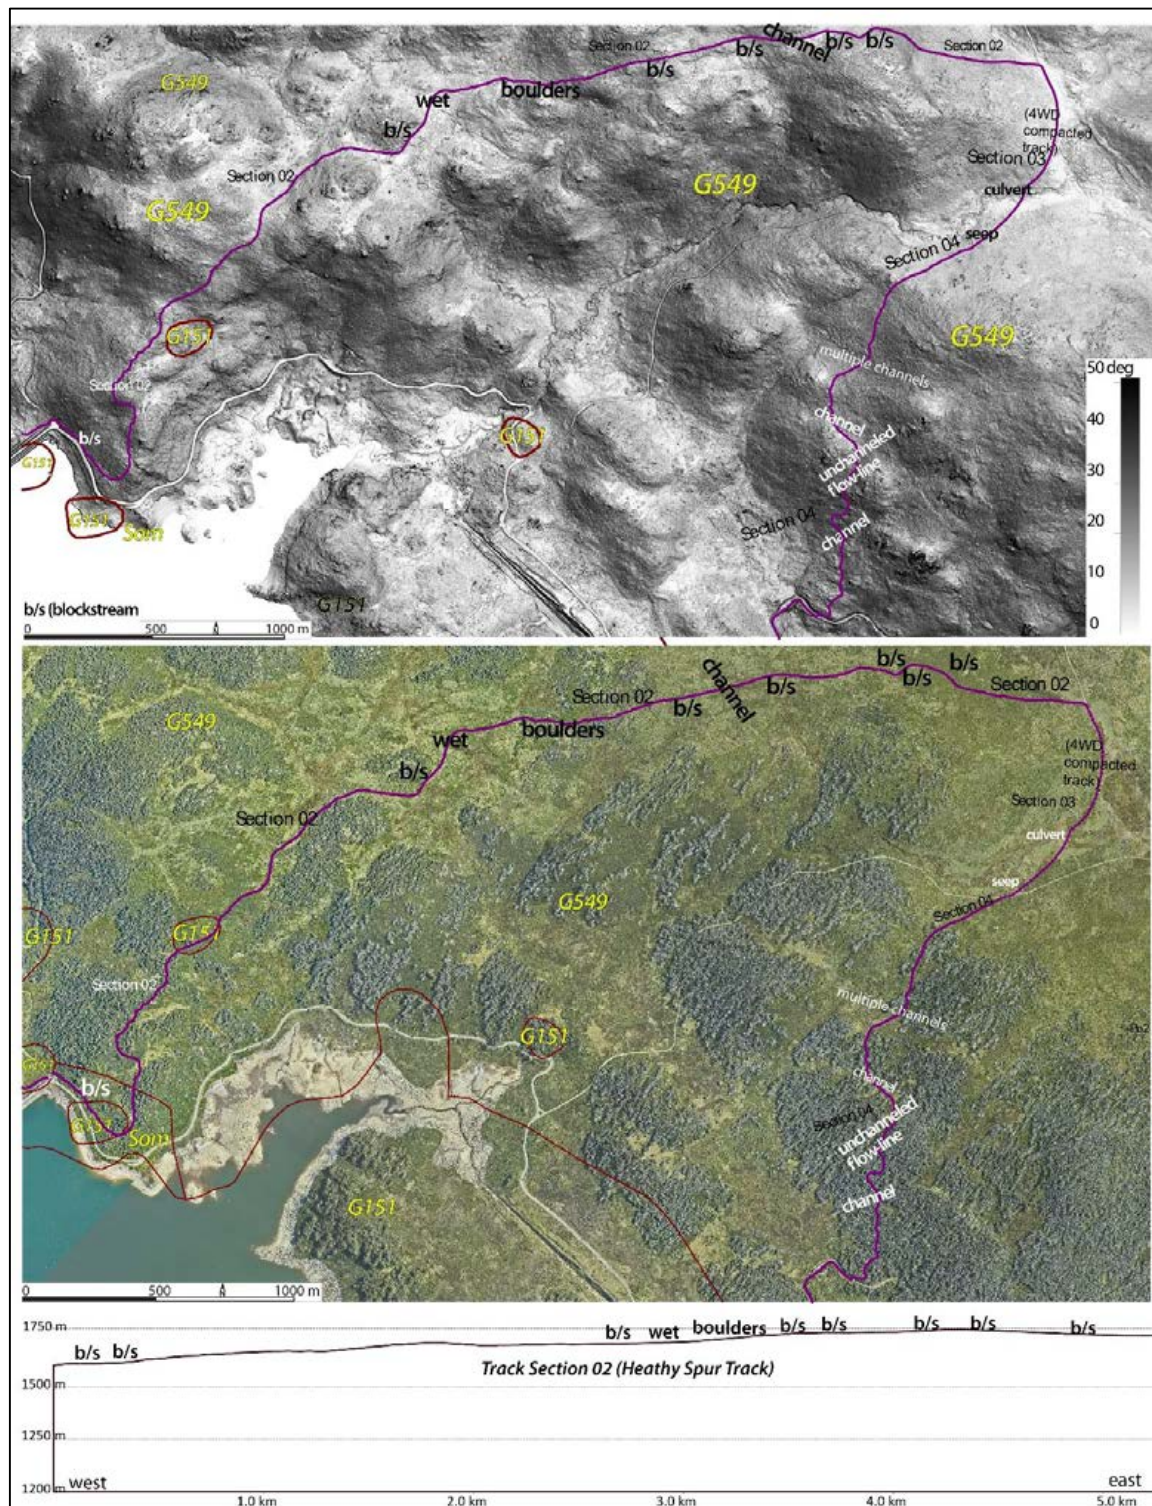 channel
Section 02
b/s
b/s
b/s
Section 02
b/s
G549
boulders
wet
b/s
(4WD
compacted
track)
Section 03
Section 02
G549
culvert
G549
seep
Section 04
G151
G549
multiple channels
50 deg
Section 02
40
channel
b/s
G151
30
G151
unchanneled
flow-line
20
G151
Som
Section 04
channel
10
G151
b/s (blockstream
0
0 500 1000 m
channel
b/s
b/s
Section 02
b/s
b/s
Section 02
b/s
G549
boulders
wet
(4WD
compacted
track)
b/s
Section 03
Section 02
culvert
seep
G549
G151
G151
Section 04
Section 02
multiple channels
G151
channel
b/s
G151
Section 04
unchanneled
flow-line
Som
channel
G151
0 500 1000 m
1750 m
b/s wet boulders b/s b/s b/s b/s b/s
b/s b/s
Track Section 02 (Heathy Spur Track)
1500 m
1250 m
1200 m
west
east
1.0 km 2.0 km 3.0 km 4.0 km 5.0 km